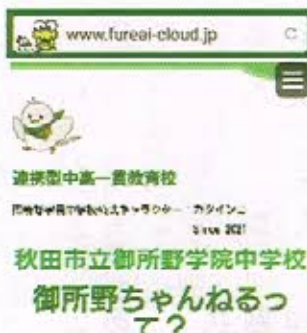 www.fureai-cloud.jp
連携型中高一貫教育校
Since 2021
秋田市立御所野学院中学校
御所野ちゃんねるっ
て？